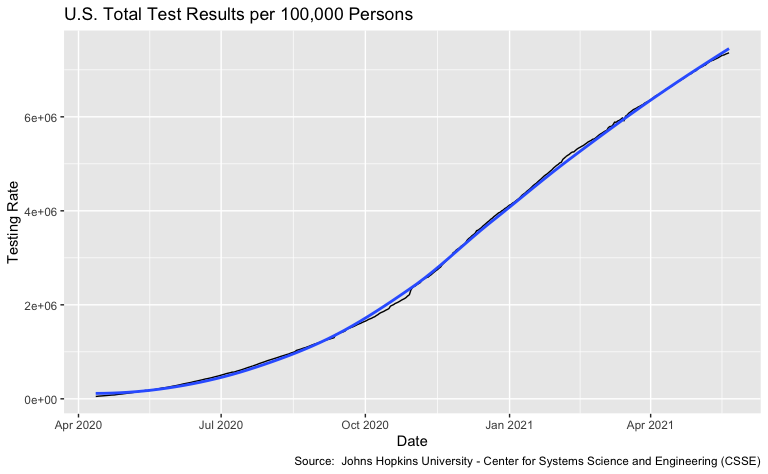 U.S. Total Test Results per 100,000 Persons
Testing Rate
6e+06
4e+06
2e+06
0e+00
Apr 2020
Jul 2020
Oct 2020
Jan 2021
Apr 2021
Date
Source:  Johns Hopkins University - Center for Systems Science and Engineering (CSSE)